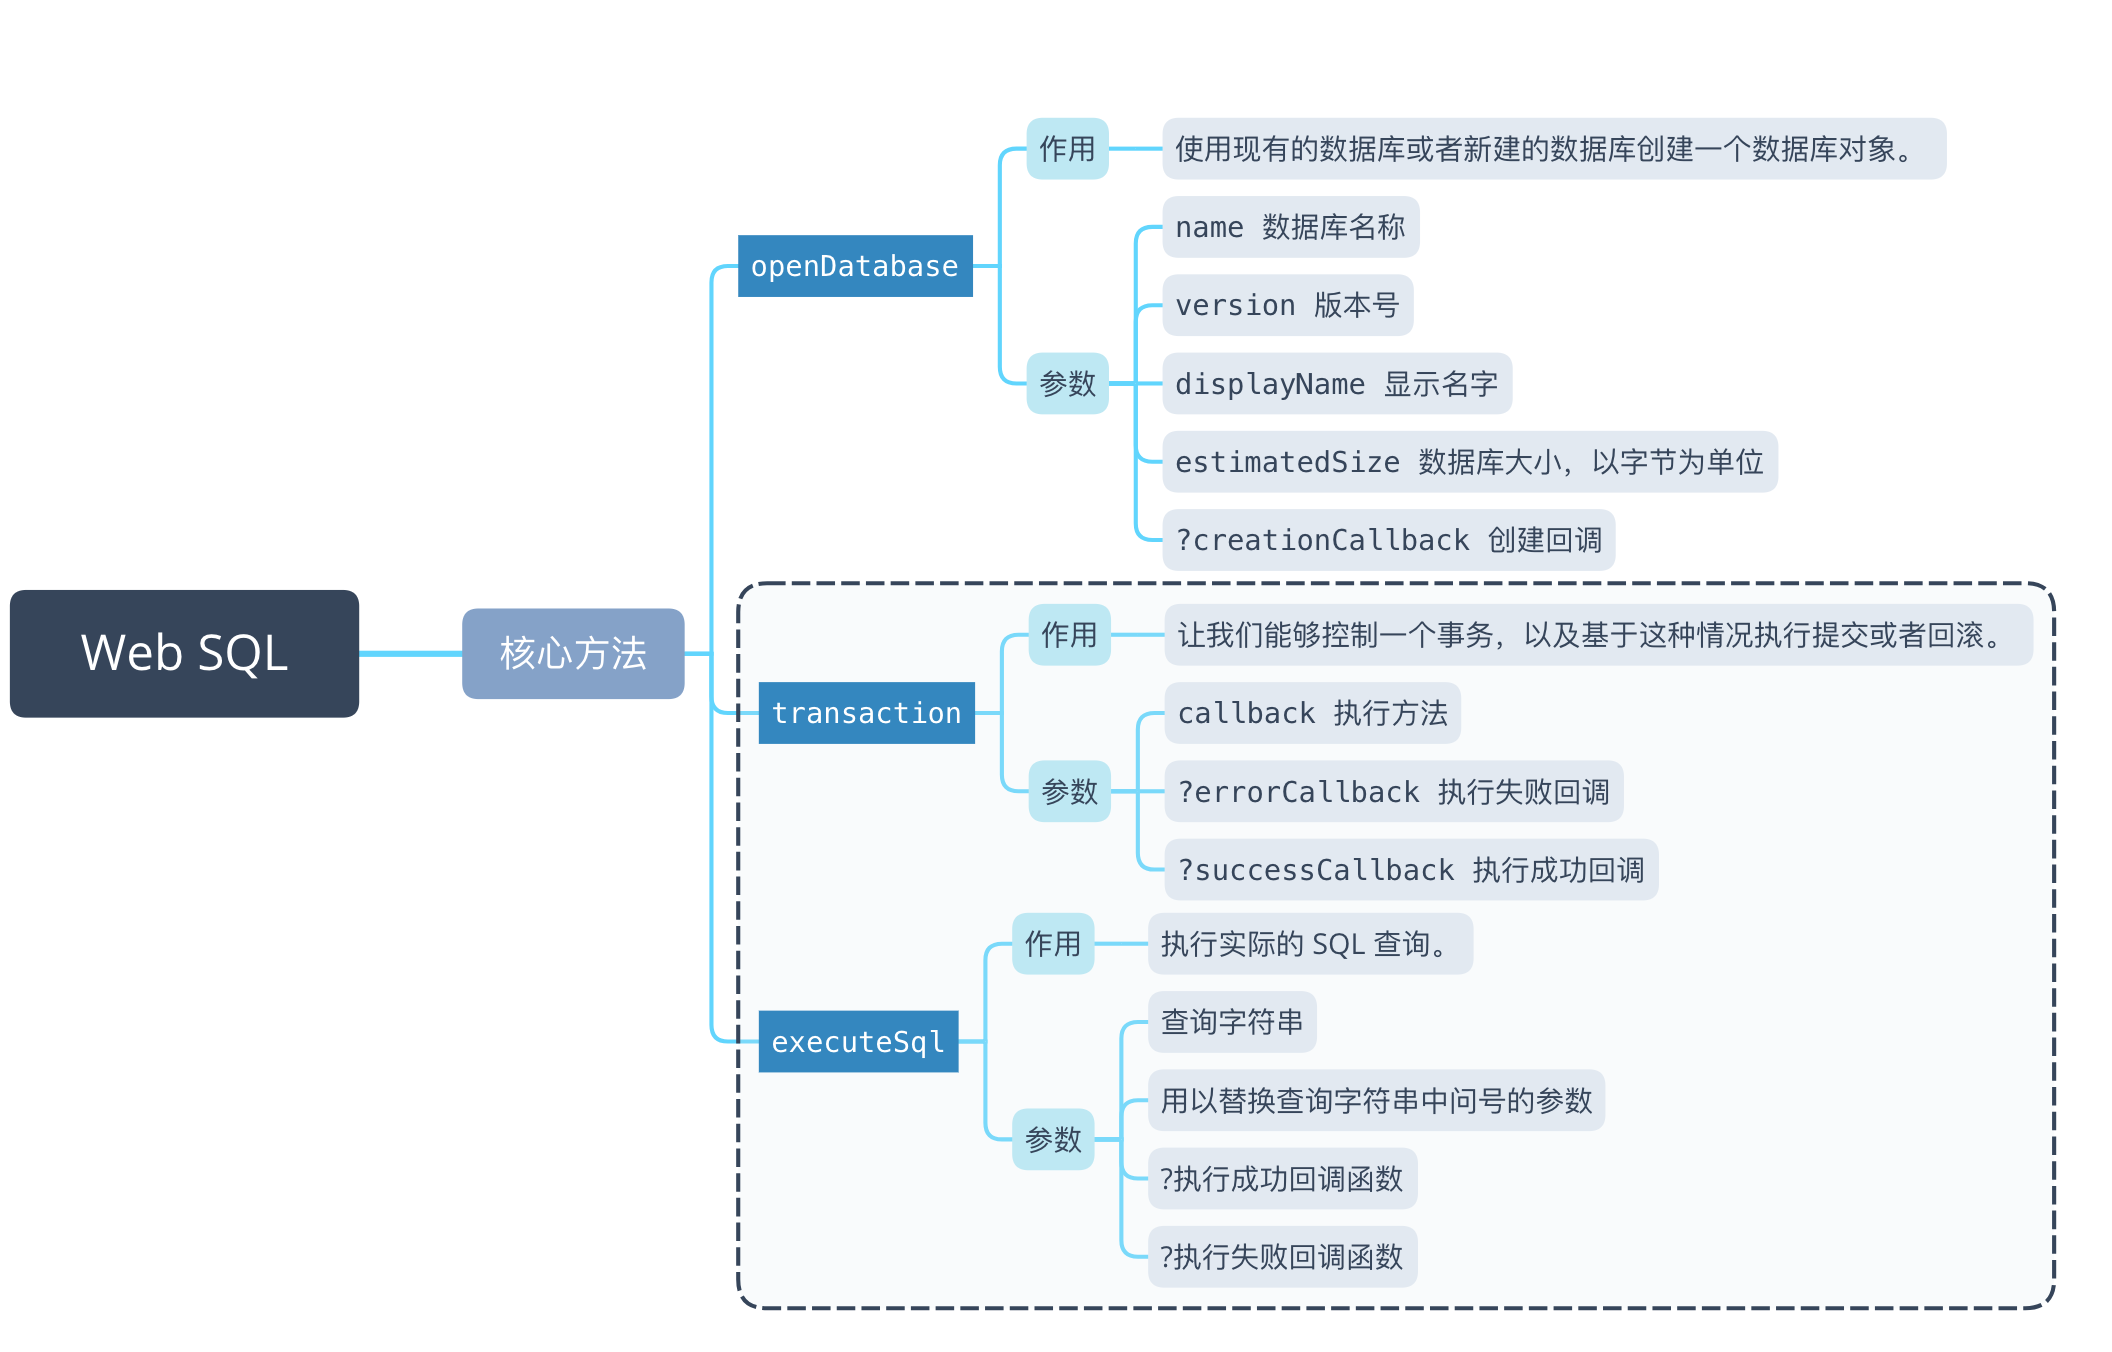 Web SQL
核心方法
openDatabase
作用
使用现有的数据库或者新建的数据库创建一个数据库对象。
参数
name 数据库名称
version 版本号
displayName 显示名字
estimatedSize 数据库大小，以字节为单位
?creationCallback 创建回调
transaction
作用
让我们能够控制一个事务，以及基于这种情况执行提交或者回滚。
参数
callback 执行方法
?errorCallback 执行失败回调
?successCallback 执行成功回调
executeSql
作用
执行实际的 SQL 查询。
参数
查询字符串
用以替换查询字符串中问号的参数
?执行成功回调函数
?执行失败回调函数